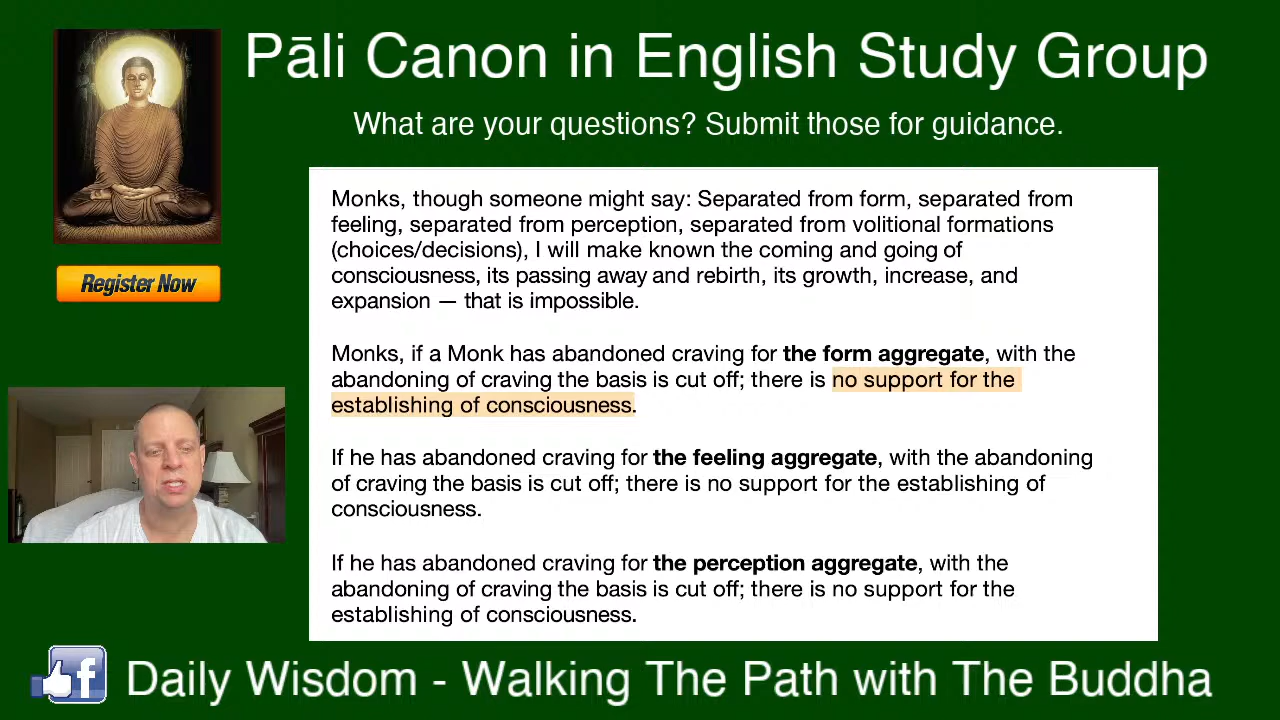 Pāli Canon in English Study Group
What are your questions? Submit those for guidance.
Register Now
Monks, though someone might say: Separated from form, separated from
feeling, separated from perception, separated from volitional formations
(choices/decisions), I will make known the coming and going of
consciousness, its passing away and rebirth, its growth, increase, and
expansion — that is impossible.
Monks, if a Monk has abandoned craving for the form aggregate, with the
abandoning of craving the basis is cut off; there is no support for the
establishing of consciousness.
If he has abandoned craving for the feeling aggregate, with the abandoning
of craving the basis is cut off; there is no support for the establishing of
consciousness.
If he has abandoned craving for the perception aggregate, with the
abandoning of craving the basis is cut off; there is no support for the
establishing of consciousness.
f
Daily Wisdom - Walking The Path with The Buddha